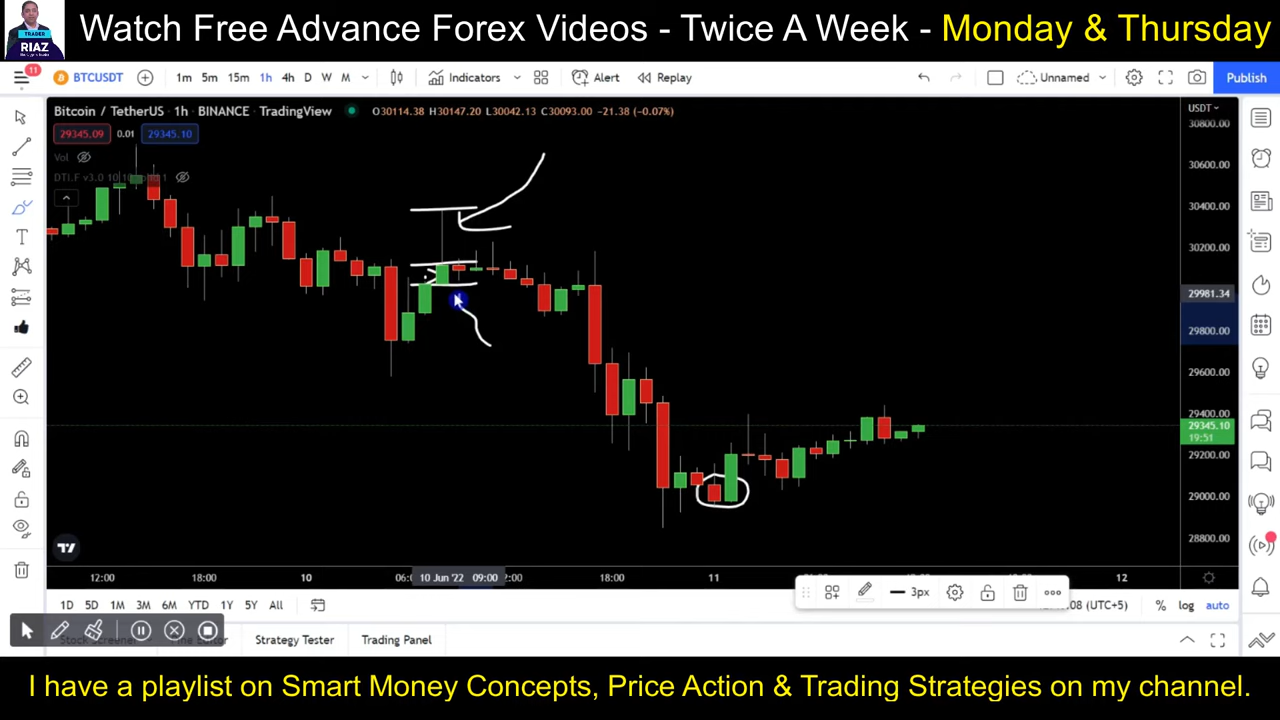 Watch Free Advance Forex Videos - Twice A Week - Monday & Thursday
TRADER
RIAZ
11
BTCUSDT
1m 5m 15m 1h 4h D W M
Indicators
Alert
Replay
Unnamed
Publish
Bitcoin / TetherUS · 1h · BINANCE · TradingView
O30114.38 H30147.20 L30042.13 C30093.00 -21.38 (-0.07%)
USDT
29345.09 0.01 29345.10
Vol
DTI.F v3.0
30800.00
30600.00
30400.00
30200.00
29981.34
29800.00
29600.00
29400.00
29345.10
19:51
29200.00
29000.00
28800.00
12:00 18:00 10 10 Jun '22 09:00 18:00 11 12
3px
1D 5D 1M 3M 6M YTD 1Y 5Y All
(UTC+5) % log auto
Strategy Tester Trading Panel
I have a playlist on Smart Money Concepts, Price Action & Trading Strategies on my channel.